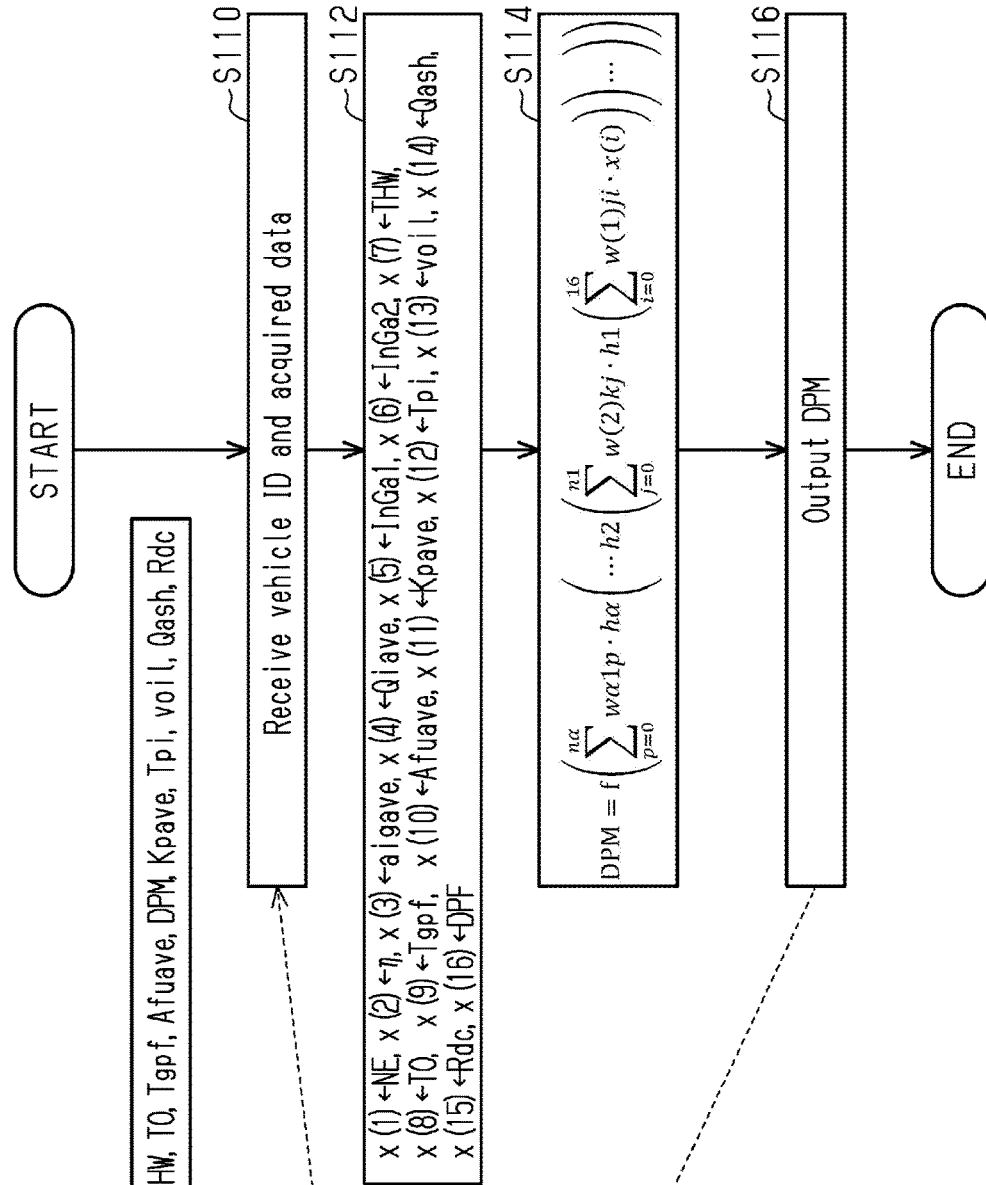 START
HW, TO, Tgpf, Afuave, DPM, Kpave, Tpi, voil, Qash, Rdc
S110
Receive vehicle ID and acquired data
S112
x (1) ←NE, x (2) ←η, x (3) ←aigave, x (4) ←Qiave, x (5) ←InGa1, x (6) ←InGa2, x (7) ←THW,
x (8) ←TO, x (9) ←Tgpf, x (10) ←Afuave, x (11) ←Kpave, x (12) ←Tpi, x (13) ←voil, x (14) ←Qash,
x (15) ←Rdc, x (16) ←DPF
S114
DPM = f(∑_{p=0}^{nα} wα1p · hα (… h2 (∑_{j=0}^{n1} w(2)kj · h1 (∑_{i=0}^{16} w(1)ji · x(i))) … ))
S116
Output DPM
END